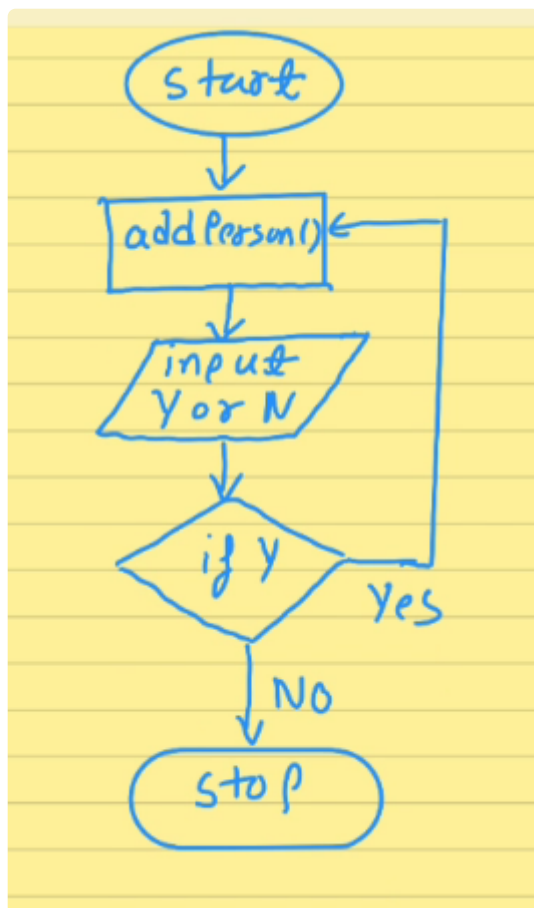 start
addPerson()
input
Y or N
if Y
Yes
No
stop